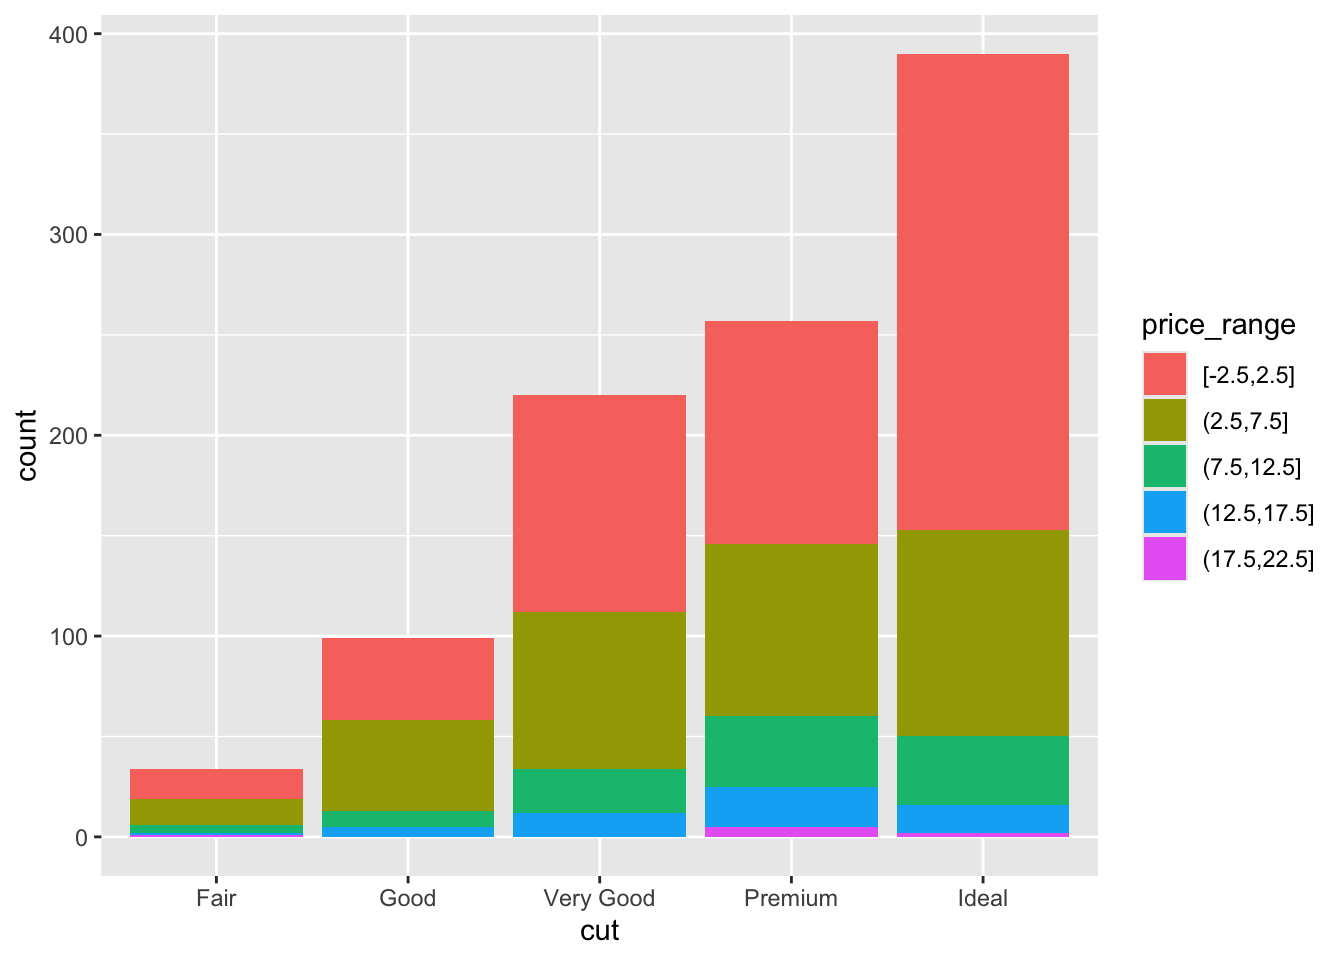 count
400
300
200
100
0
Fair
Good
Very Good
Premium
Ideal
cut
price_range
[-2.5,2.5]
(2.5,7.5]
(7.5,12.5]
(12.5,17.5]
(17.5,22.5]